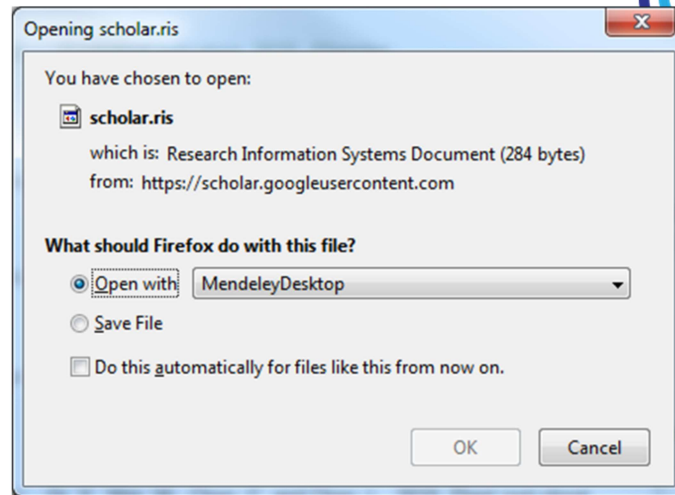 Opening scholar.ris
You have chosen to open:
scholar.ris
which is: Research Information Systems Document (284 bytes)
from: https://scholar.googleusercontent.com
What should Firefox do with this file?
Open with MendeleyDesktop
Save File
Do this automatically for files like this from now on.
OK Cancel